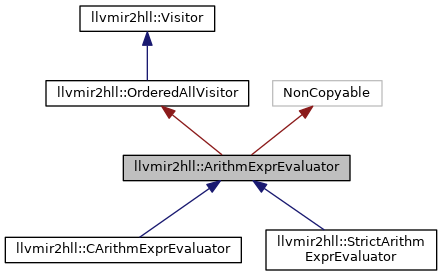 llvmir2hll::Visitor
llvmir2hll::OrderedAllVisitor
NonCopyable
llvmir2hll::ArithmExprEvaluator
llvmir2hll::CArithmExprEvaluator
llvmir2hll::StrictArithm
ExprEvaluator